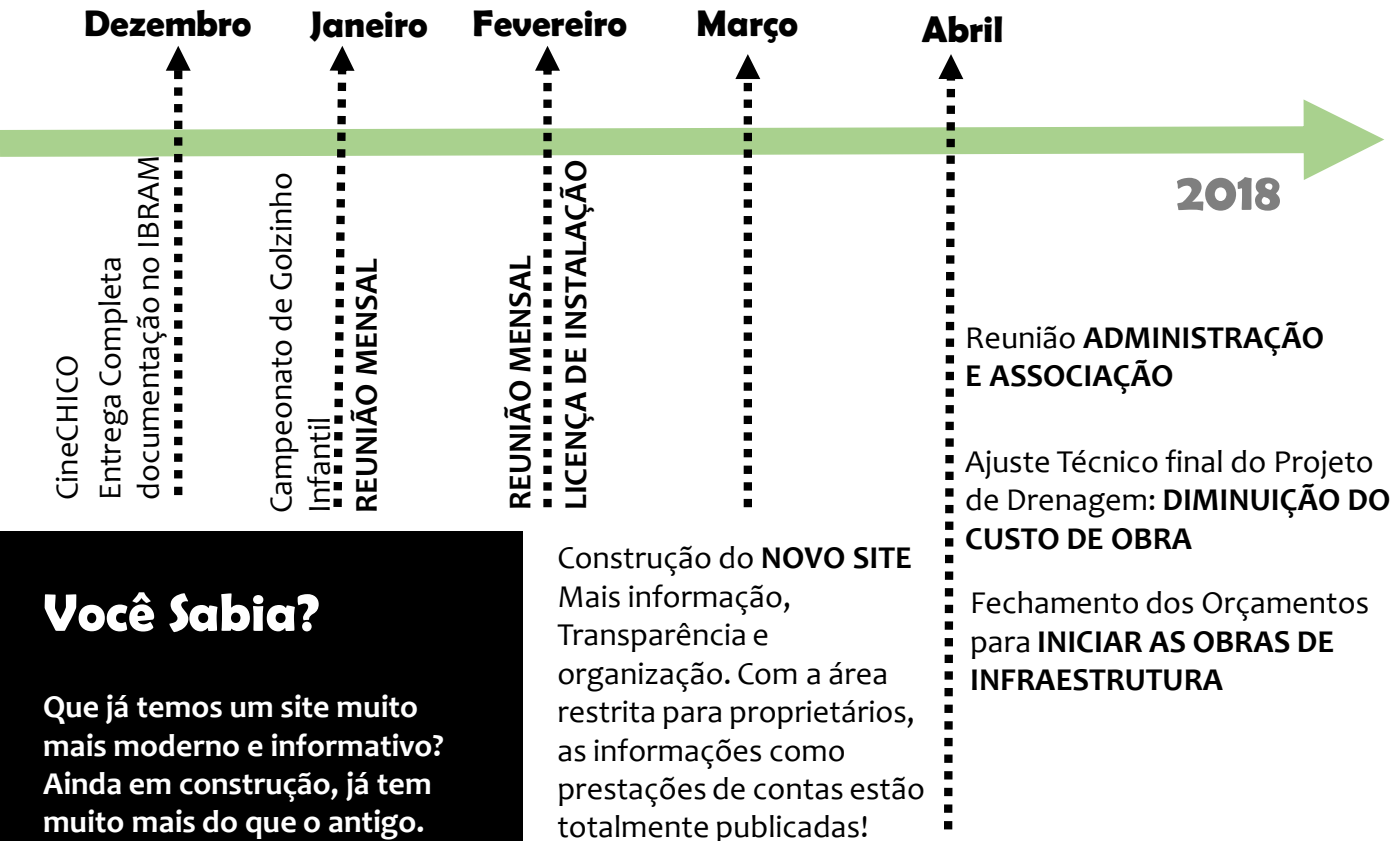 Dezembro
Janeiro
Fevereiro
Março
Abril
2018
CineCHICO
Entrega Completa
documentação no IBRAM
Campeonato de Golzinho
Infantil
REUNIÃO MENSAL
REUNIÃO MENSAL
LICENÇA DE INSTALAÇÃO
Reunião ADMINISTRAÇÃO
E ASSOCIAÇÃO
Ajuste Técnico final do Projeto
de Drenagem: DIMINUIÇÃO DO
CUSTO DE OBRA
Fechamento dos Orçamentos
para INICIAR AS OBRAS DE
INFRAESTRUTURA
Construção do NOVO SITE
Mais informação,
Transparência e
organização. Com a área
restrita para proprietários,
as informações como
prestações de contas estão
totalmente publicadas!
Você Sabia?
Que já temos um site muito
mais moderno e informativo?
Ainda em construção, já tem
muito mais do que o antigo.